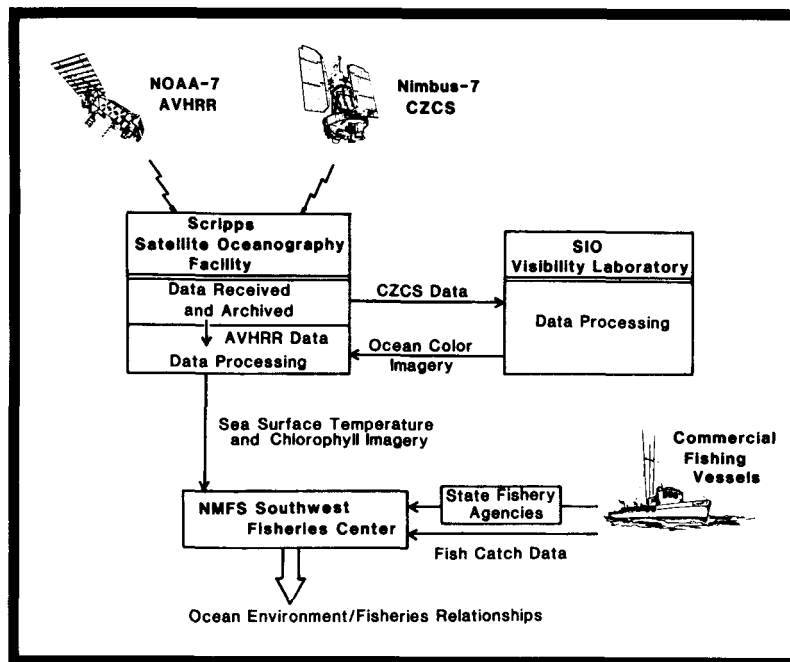 NOAA-7
AVHRR
Nimbus-7
CZCS
Scripps
Satellite Oceanography
Facility
Data Received
and Archived
AVHRR Data
Data Processing
CZCS Data
Ocean Color
Imagery
SIO
Visibility Laboratory
Data Processing
Sea Surface Temperature
and Chlorophyll Imagery
Commercial
Fishing
Vessels
State Fishery
Agencies
NMFS Southwest
Fisheries Center
Fish Catch Data
Ocean Environment/Fisheries Relationships